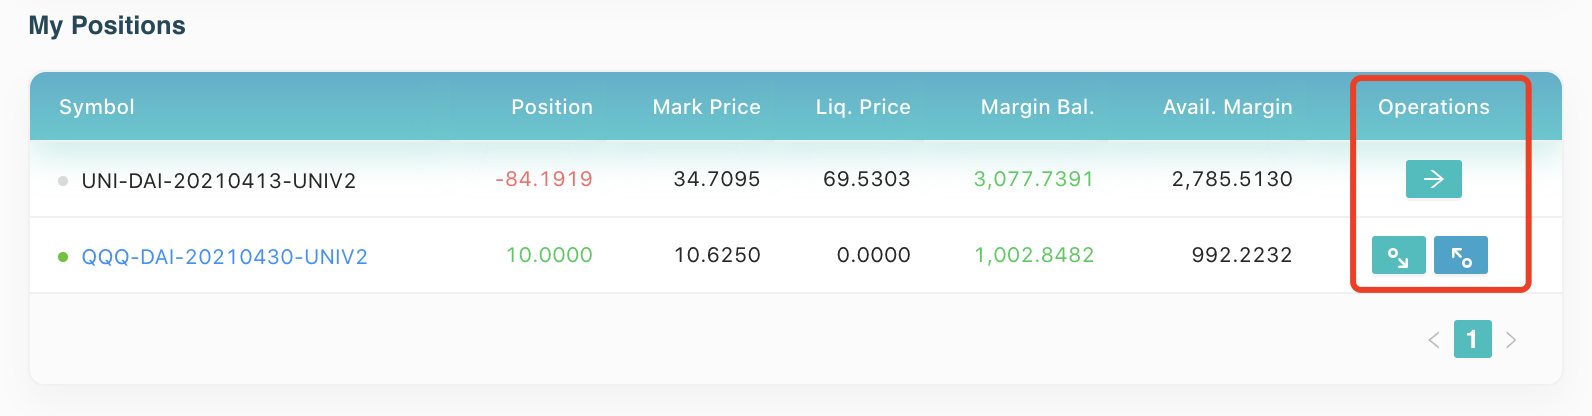 My Positions
Symbol Position Mark Price Liq. Price Margin Bal. Avail. Margin Operations
UNI-DAI-20210413-UNIV2 -84.1919 34.7095 69.5303 3,077.7391 2,785.5130
QQQ-DAI-20210430-UNIV2 10.0000 10.6250 0.0000 1,002.8482 992.2232
1